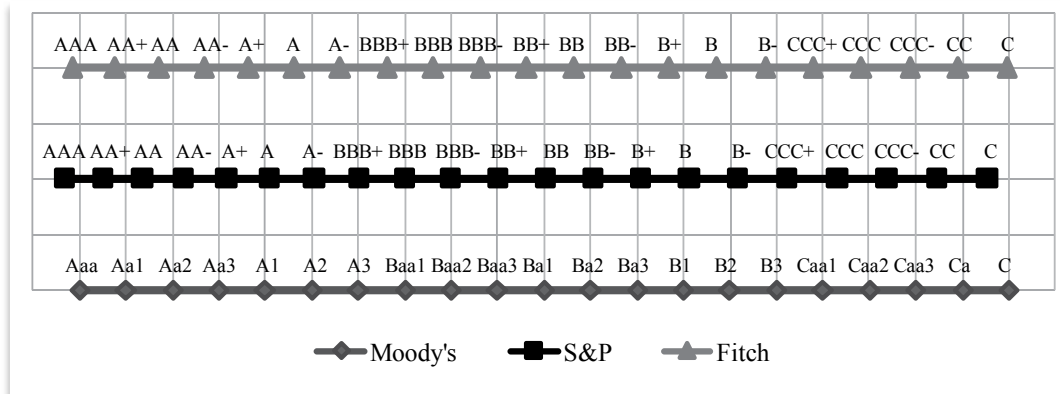 AAA AA+ AA AA- A+ A A- BBB+ BBB BBB- BB+ BB BB- B+ B B- CCC+ CCC CCC- CC C
AAA AA+ AA AA- A+ A A- BBB+ BBB BBB- BB+ BB BB- B+ B B- CCC+ CCC CCC- CC C
Aaa Aa1 Aa2 Aa3 A1 A2 A3 Baa1 Baa2 Baa3 Ba1 Ba2 Ba3 B1 B2 B3 Caa1 Caa2 Caa3 Ca C
Moody's S&P Fitch